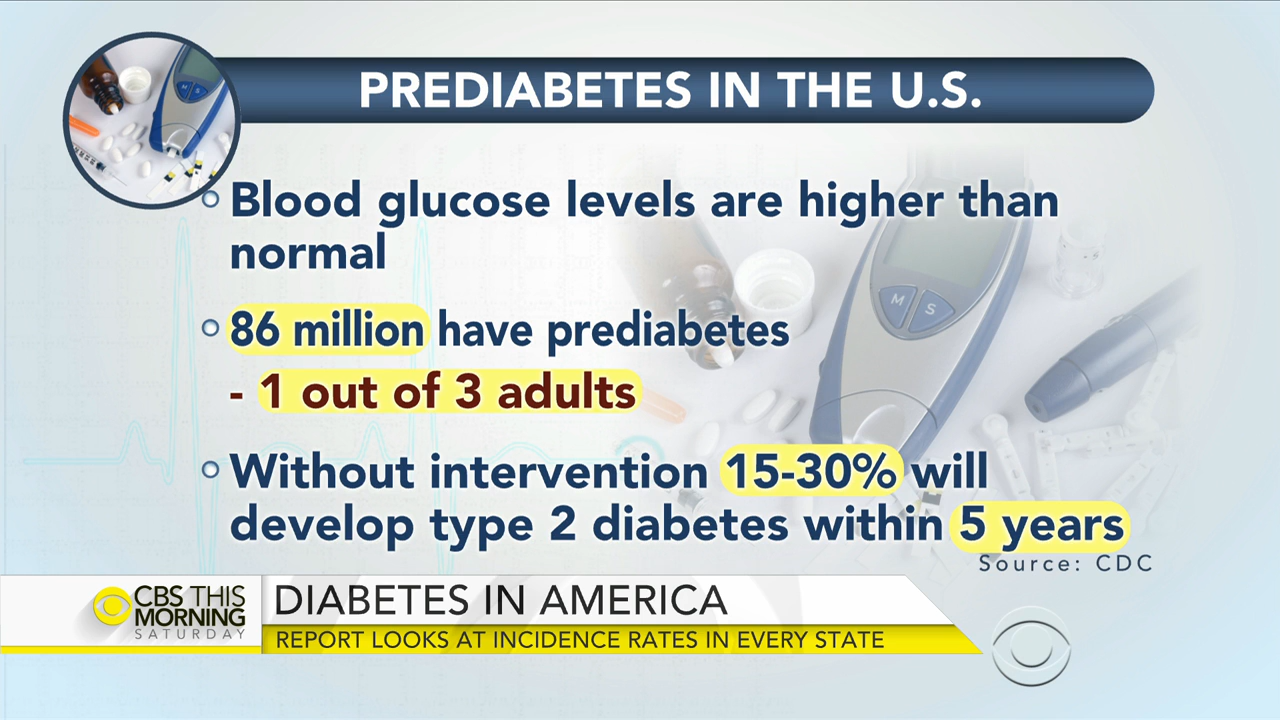 PREDIABETES IN THE U.S.
Blood glucose levels are higher than
normal
86 million have prediabetes
- 1 out of 3 adults
Without intervention 15-30% will
develop type 2 diabetes within 5 years
Source: CDC
CBS THIS
MORNING
SATURDAY
DIABETES IN AMERICA
REPORT LOOKS AT INCIDENCE RATES IN EVERY STATE
M S
M S